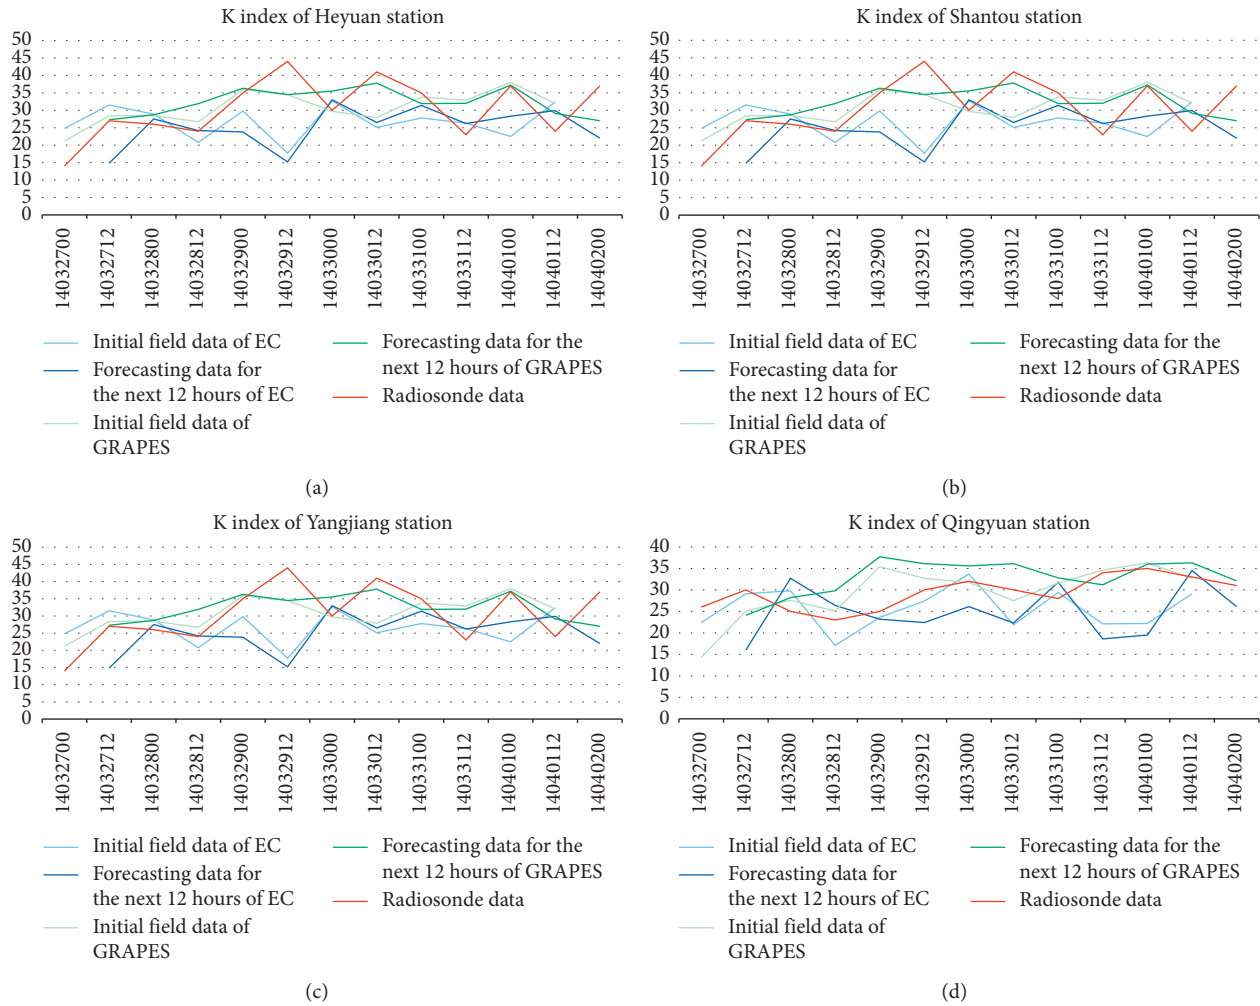 K index of Heyuan station
50
45
40
35
30
25
20
15
10
5
0
14032700
14032712
14032800
14032812
14032900
14032912
14033000
14033012
14033100
14033112
14040100
14040112
14040200
Initial field data of EC
Forecasting data for
the next 12 hours of EC
Initial field data of
GRAPES
Forecasting data for the
next 12 hours of GRAPES
Radiosonde data
(a)
K index of Shantou station
50
45
40
35
30
25
20
15
10
5
0
14032700
14032712
14032800
14032812
14032900
14032912
14033000
14033012
14033100
14033112
14040100
14040112
14040200
Initial field data of EC
Forecasting data for
the next 12 hours of EC
Initial field data of
GRAPES
Forecasting data for the
next 12 hours of GRAPES
Radiosonde data
(b)
K index of Yangjiang station
50
45
40
35
30
25
20
15
10
5
0
14032700
14032712
14032800
14032812
14032900
14032912
14033000
14033012
14033100
14033112
14040100
14040112
14040200
Initial field data of EC
Forecasting data for
the next 12 hours of EC
Initial field data of
GRAPES
Forecasting data for the
next 12 hours of GRAPES
Radiosonde data
(c)
K index of Qingyuan station
40
35
30
25
20
15
10
5
0
14032700
14032712
14032800
14032812
14032900
14032912
14033000
14033012
14033100
14033112
14040100
14040112
14040200
Initial field data of EC
Forecasting data for
the next 12 hours of EC
Initial field data of
GRAPES
Forecasting data for the
next 12 hours of GRAPES
Radiosonde data
(d)